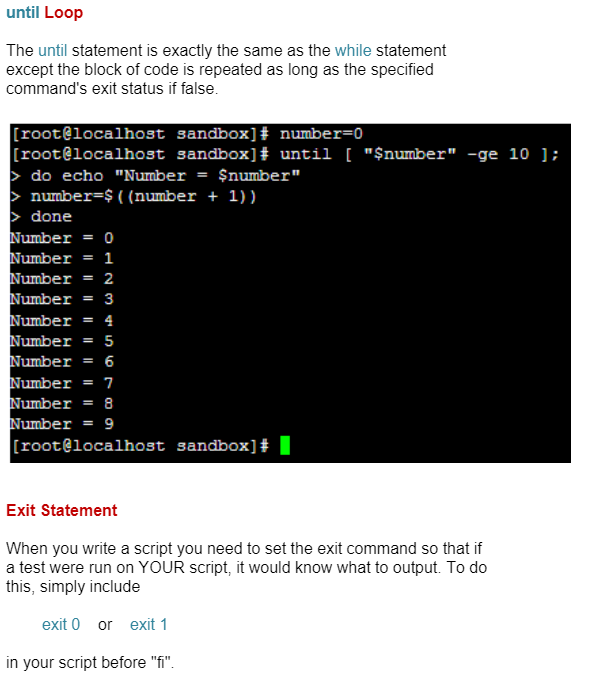 until Loop
The until statement is exactly the same as the while statement
except the block of code is repeated as long as the specified
command's exit status if false.
[root@localhost sandbox]# number=0
[root@localhost sandbox]# until [ "$number" -ge 10 ];
> do echo "Number = $number"
> number=$((number + 1))
> done
Number = 0
Number = 1
Number = 2
Number = 3
Number = 4
Number = 5
Number = 6
Number = 7
Number = 8
Number = 9
[root@localhost sandbox]#
Exit Statement
When you write a script you need to set the exit command so that if
a test were run on YOUR script, it would know what to output. To do
this, simply include
exit 0 or exit 1
in your script before "fi".